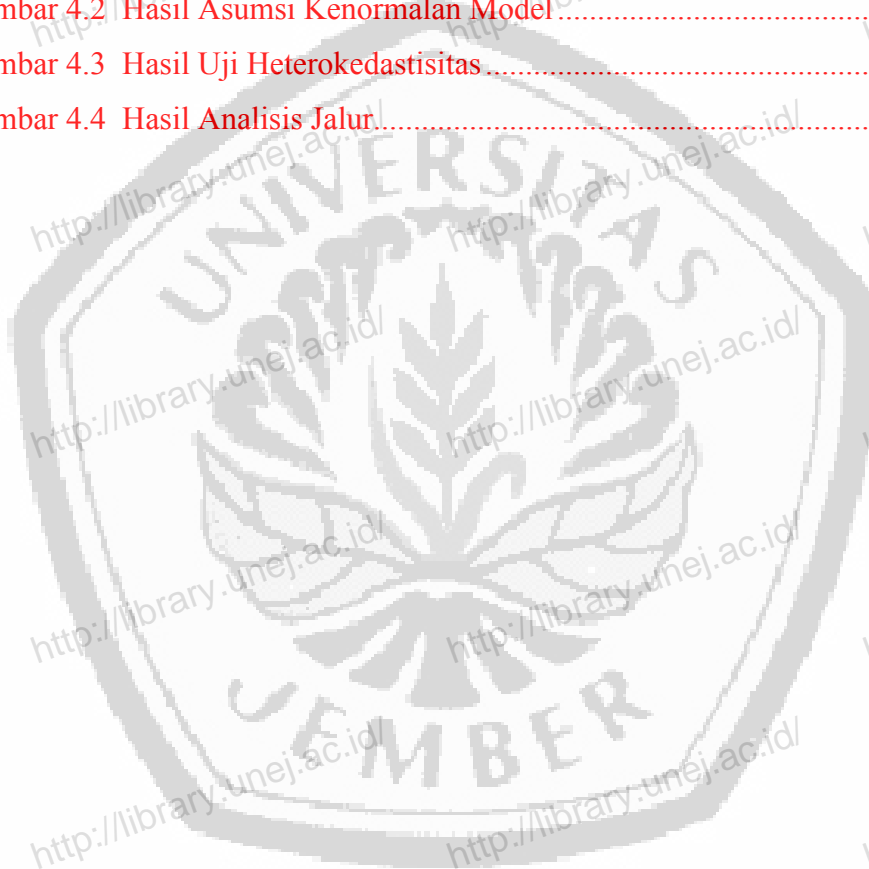 mbar 4.2 Hasil Asumsi Kenormalan Model
mbar 4.3 Hasil Uji Heterokedastisitas
mbar 4.4 Hasil Analisis Jalur
UNIVERSITAS
http://library.unej.ac.id/ http://library.unej.ac.id/
http://library.unej.ac.id/ http://library.unej.ac.id/
http://library.unej.ac.id/ http://library.unej.ac.id/
JEMBER
http://library.unej.ac.id/ http://library.unej.ac.id/